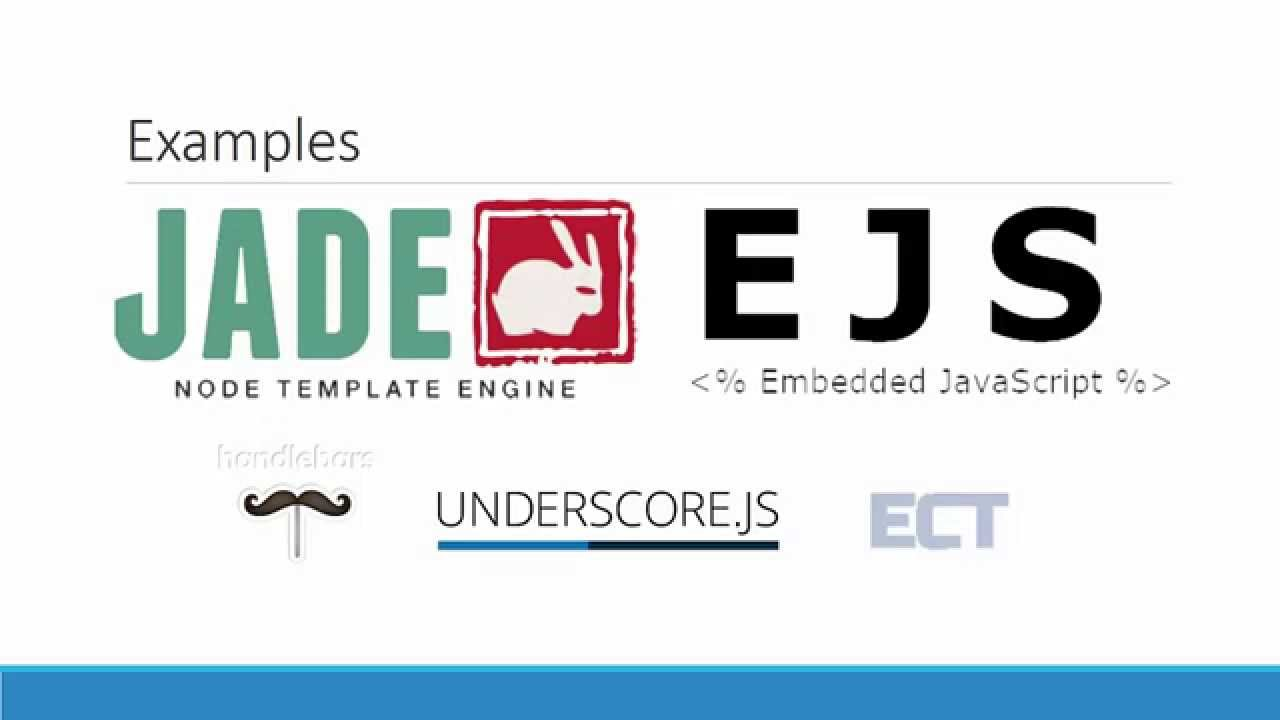 Examples
JADE
NODE TEMPLATE ENGINE
EJS
<% Embedded JavaScript %>
handlebars
UNDERSCORE.JS
ECT